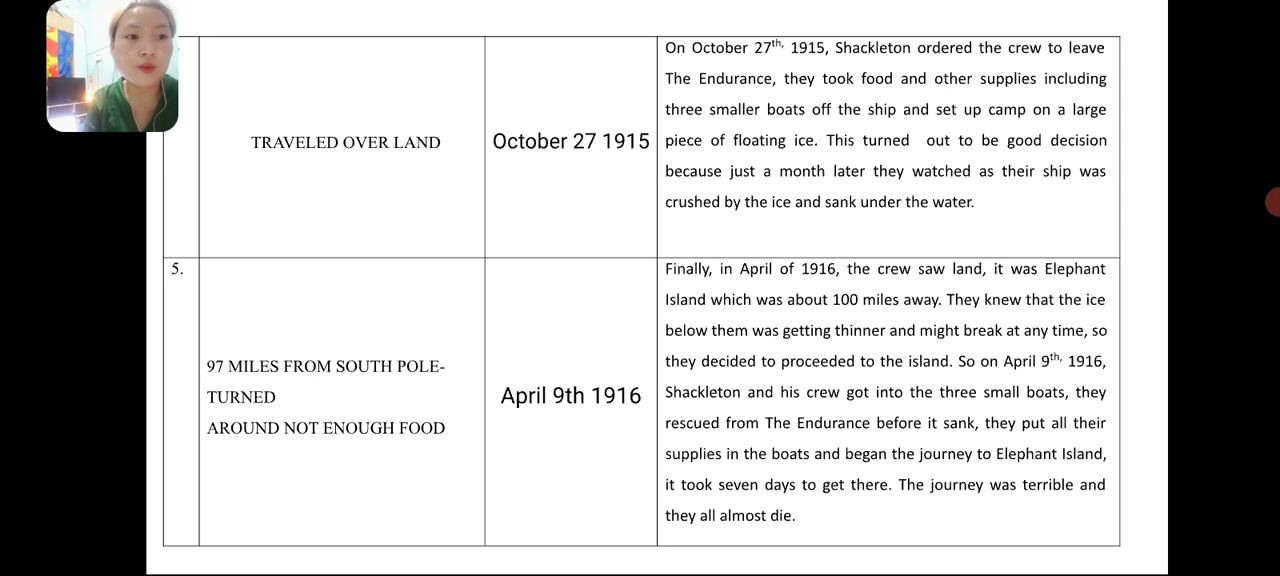 TRAVELED OVER LAND
October 27 1915
On October 27th, 1915, Shackleton ordered the crew to leave
The Endurance, they took food and other supplies including
three smaller boats off the ship and set up camp on a large
piece of floating ice. This turned out to be good decision
because just a month later they watched as their ship was
crushed by the ice and sank under the water.
5.
97 MILES FROM SOUTH POLE-
TURNED
AROUND NOT ENOUGH FOOD
April 9th 1916
Finally, in April of 1916, the crew saw land, it was Elephant
Island which was about 100 miles away. They knew that the ice
below them was getting thinner and might break at any time, so
they decided to proceeded to the island. So on April 9th, 1916,
Shackleton and his crew got into the three small boats, they
rescued from The Endurance before it sank, they put all their
supplies in the boats and began the journey to Elephant Island,
it took seven days to get there. The journey was terrible and
they all almost die.